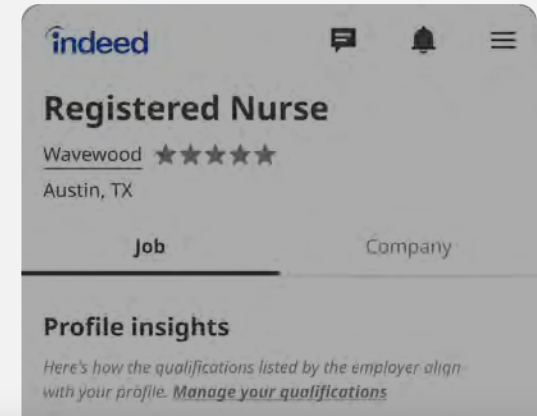 indeed
Registered Nurse
Wavewood
Austin, TX
Job Company
Profile insights
Here's how the qualifications listed by the employer align
with your profile. Manage your qualifications